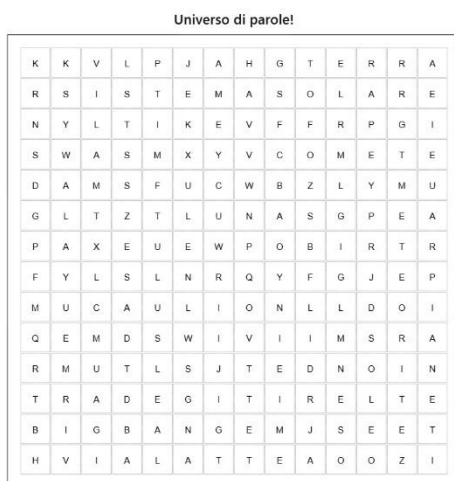 Universo di parole!
K K V L P J A H G T E R R A
R S I S T E M A S O L A R E
N Y L T I K E V F F R P G I
S W A S M X Y V C O M E T E
D A M S F U C W B Z L Y M U
G L T Z T L U N A S G P E A
P A X E U E W P O B I R T R
F Y L S L N R Q Y F G J E P
M U C A U L I O N L L D O I
Q E M D S W I V I I M S R A
R M U T L S J T E D N O I N
T R A D E G I T I R E L T E
B I G B A N G E M J S E E T
H V I A L A T T E A O O Z I